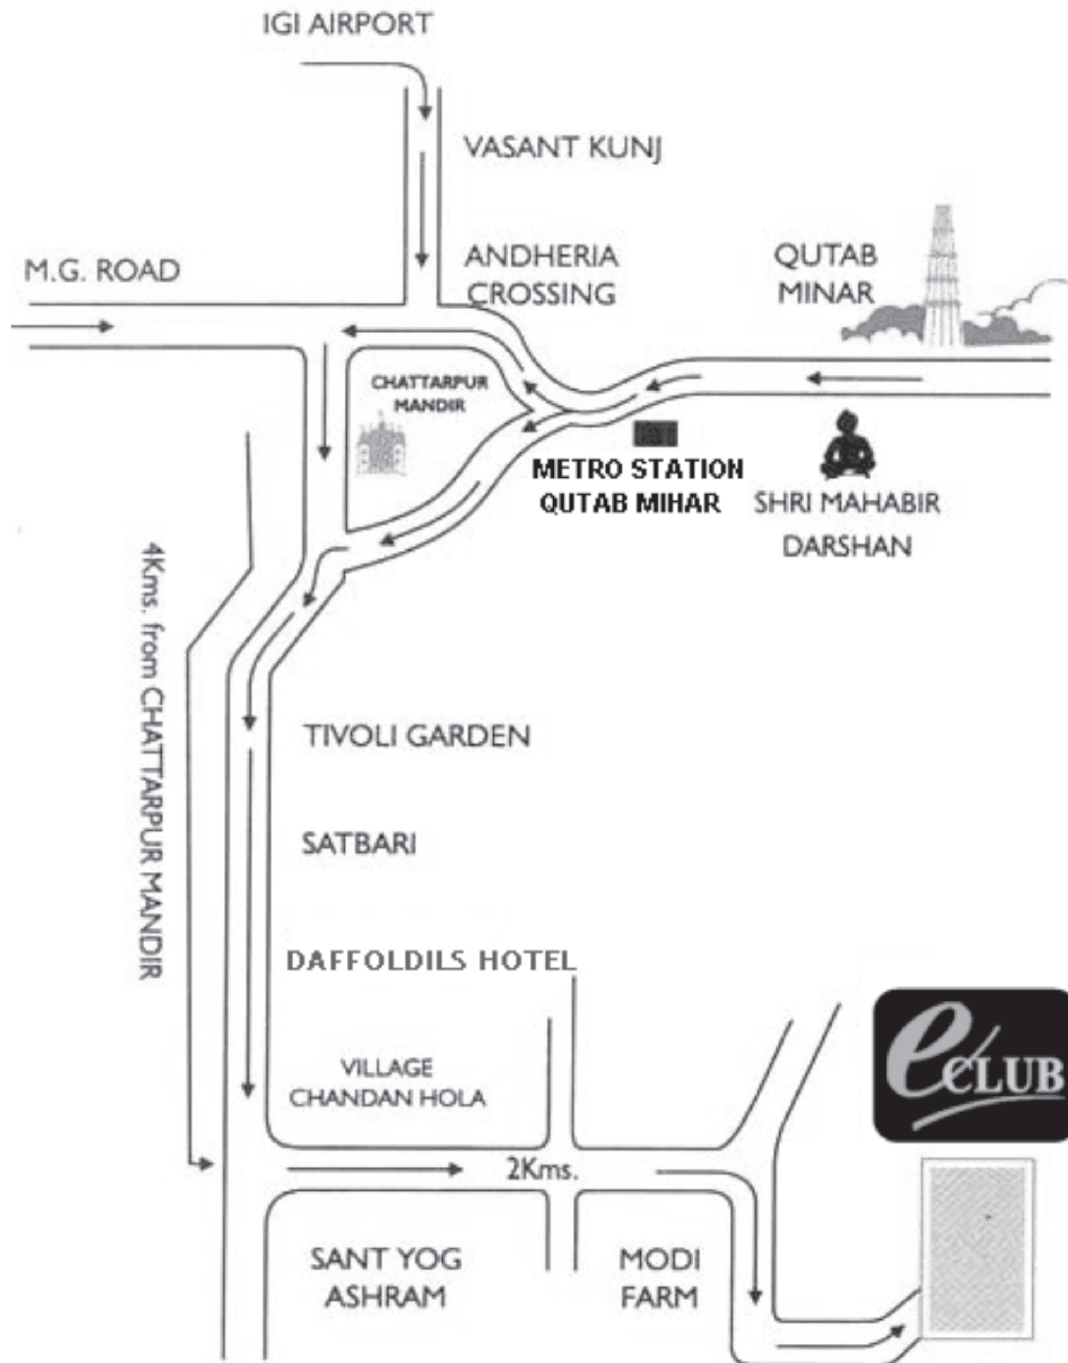 IGI AIRPORT
VASANT KUNJ
M.G. ROAD
ANDHERIA
CROSSING
QUTAB
MINAR
CHATTARPUR
MANDIR
METRO STATION
QUTAB MIHAR
SHRI MAHABIR
DARSHAN
4Kms. from CHATTARPUR MANDIR
TIVOLI GARDEN
SATBARI
DAFFOLDILS HOTEL
VILLAGE
CHANDAN HOLA
e CLUB
2Kms.
SANT YOG
ASHRAM
MODI
FARM